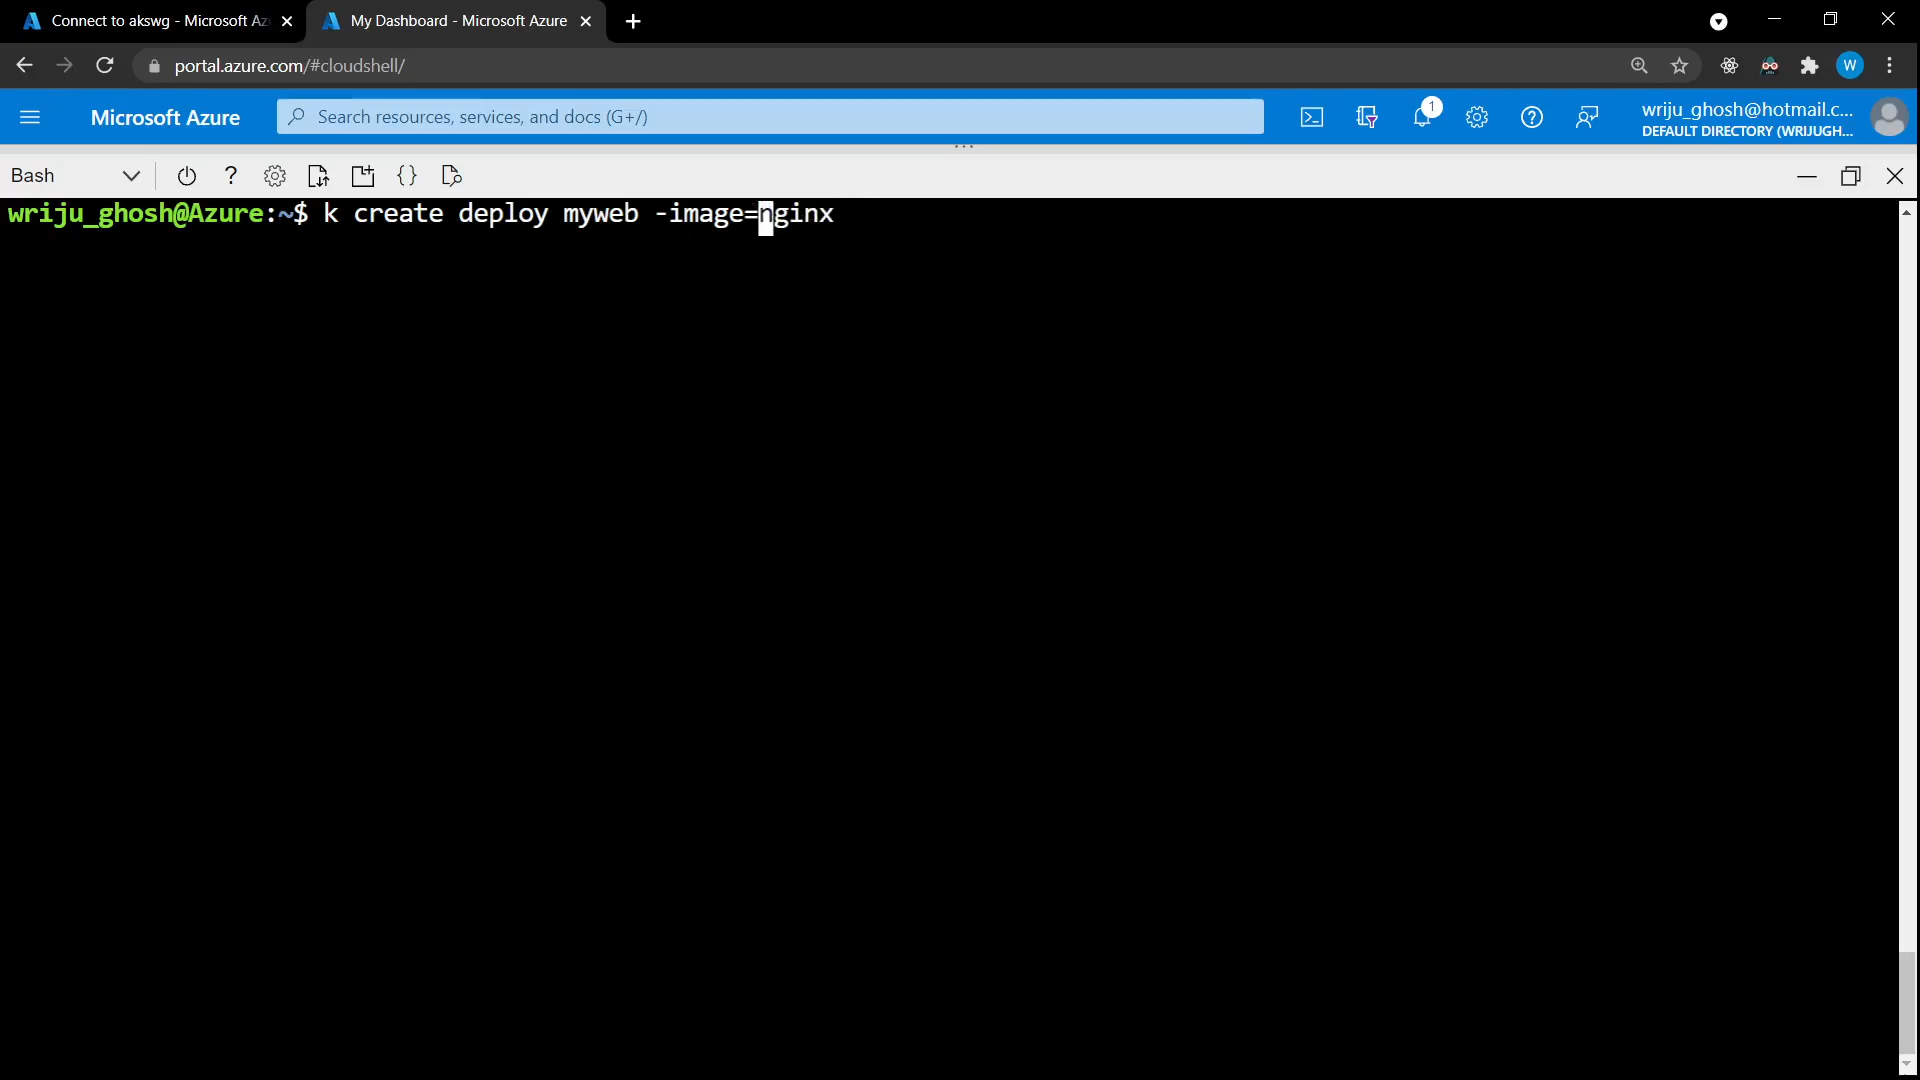 Connect to akswg - Microsoft Az
My Dashboard - Microsoft Azure
portal.azure.com/#cloudshell/
W
Microsoft Azure
Search resources, services, and docs (G+/)
1
wriju_ghosh@hotmail.c...
DEFAULT DIRECTORY (WRIJUGH...
Bash
wriju_ghosh@Azure:~$ k create deploy myweb -image=nginx